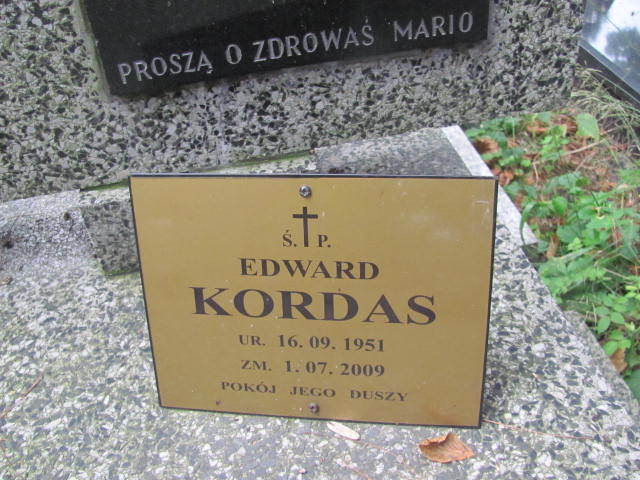 PROSZĄ O ZDROWAŚ MARIO
Ś. P.
EDWARD
KORDAS
UR. 16.09.1951
ZM. 1.07.2009
POKÓJ JEGO DUSZY